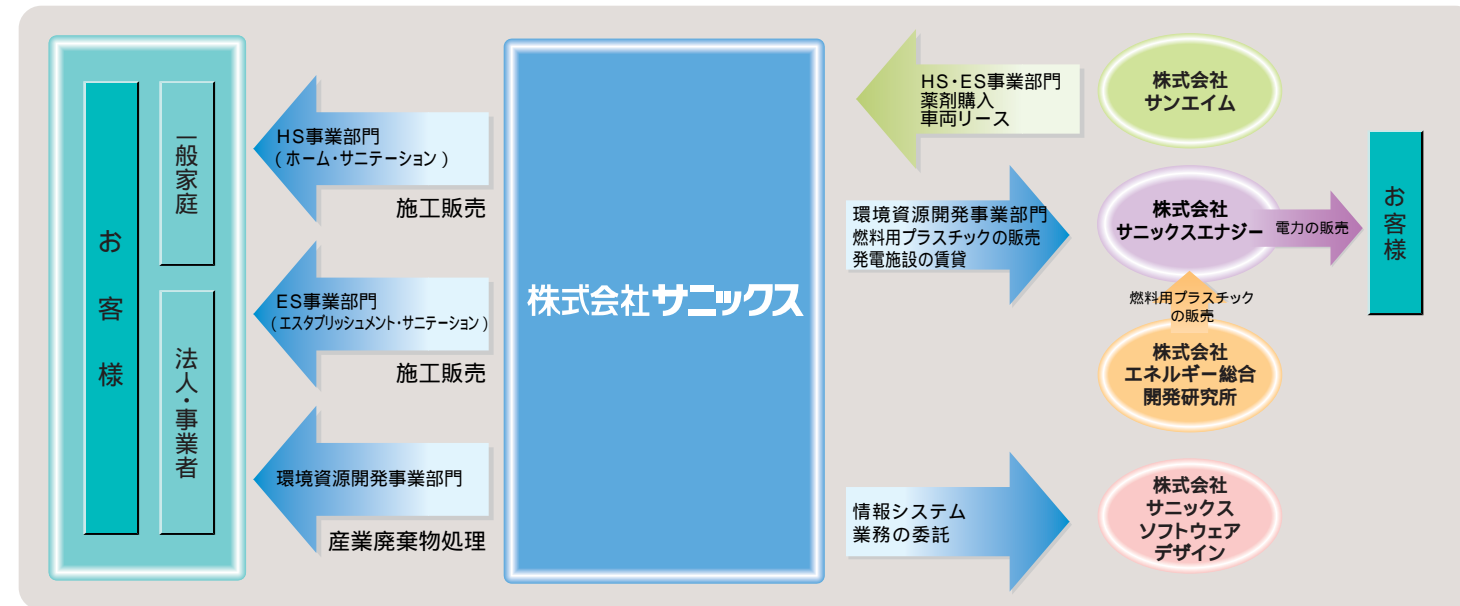 お客様
一般家庭
法人・事業者
HS事業部門
(ホーム・サニテーション)
施工販売
ES事業部門
(エスタブリッシュメント・サニテーション)
施工販売
環境資源開発事業部門
産業廃棄物処理
株式会社サニックス
HS・ES事業部門
薬剤購入
車両リース
株式会社
サンエイム
環境資源開発事業部門
燃料用プラスチックの販売
発電施設の賃貸
株式会社
サニックスエナジー
電力の販売
お客様
燃料用プラスチック
の販売
株式会社
エネルギー総合
開発研究所
情報システム
業務の委託
株式会社
サニックス
ソフトウェア
デザイン